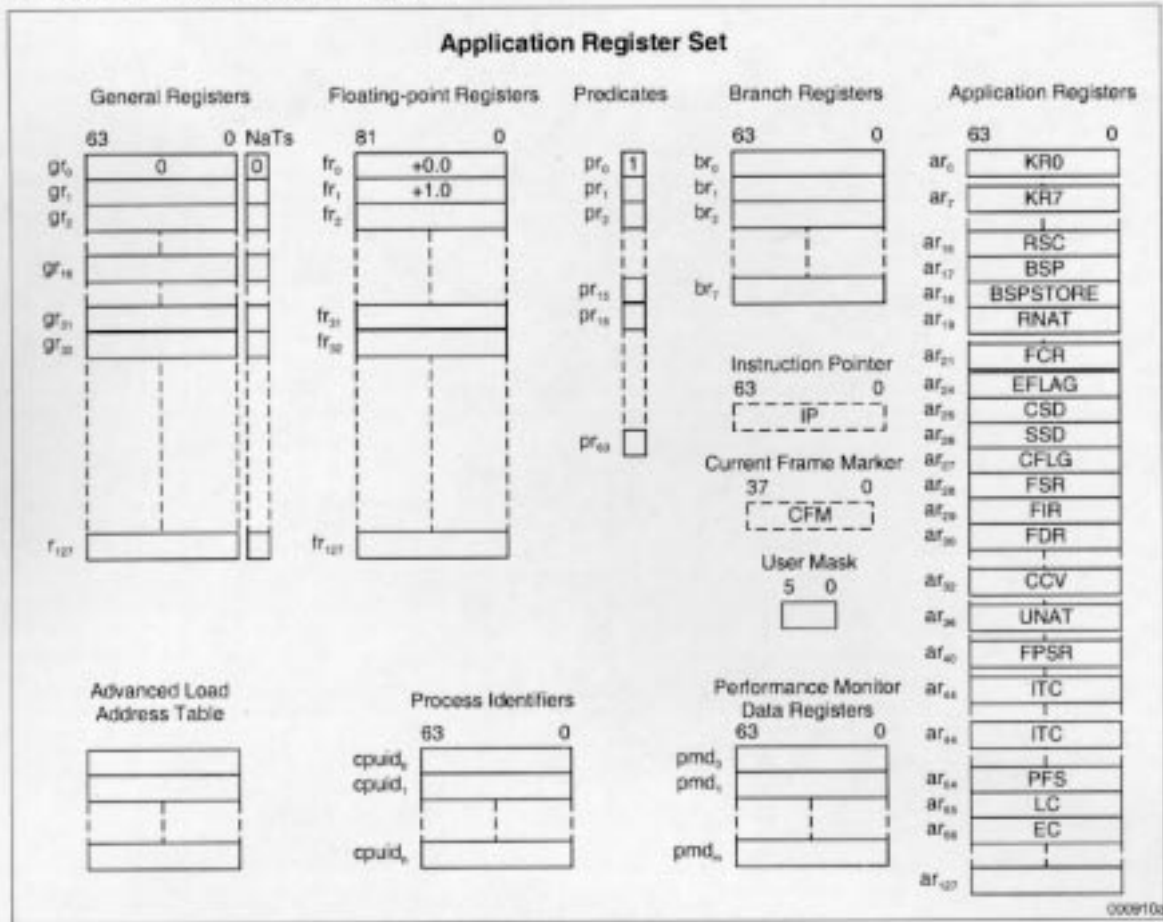 Application Register Set
General Registers
63 0 NaTs
gr0 0 0
gr1
gr2
gr16
gr31
gr32
r127
Floating-point Registers
81 0
fr0 +0.0
fr1 +1.0
fr2
fr31
fr32
fr127
Predicates
pr0 1
pr1
pr2
pr15
pr16
pr63
Branch Registers
63 0
br0
br1
br2
br7
Instruction Pointer
63 0
IP
Current Frame Marker
37 0
CFM
User Mask
5 0
Application Registers
63 0
ar0 KR0
ar7 KR7
ar16 RSC
ar17 BSP
ar18 BSPSTORE
ar19 RNAT
ar21 FCR
ar24 EFLAG
ar25 CSD
ar26 SSD
ar27 CFLG
ar28 FSR
ar29 FIR
ar30 FDR
ar32 CCV
ar36 UNAT
ar40 FPSR
ar44 ITC
ar44 ITC
ar64 PFS
ar65 LC
ar66 EC
ar127
Advanced Load
Address Table
Process Identifiers
63 0
cpuid0
cpuid1
cpuidn
Performance Monitor
Data Registers
63 0
pmd0
pmd1
pmdm
000910a